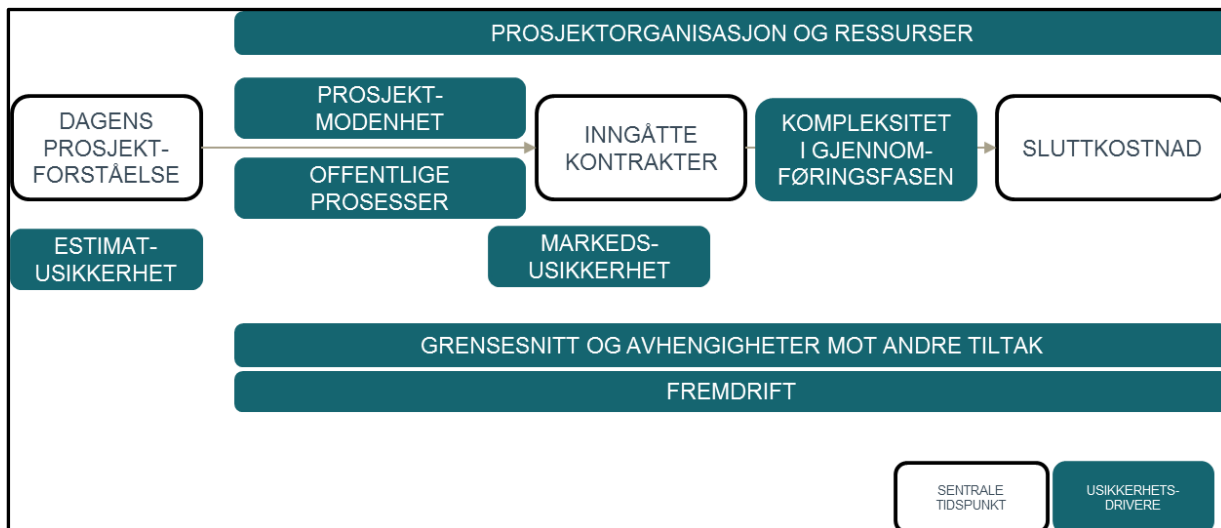 PROSJEKTORGANISASJON OG RESSURSER
DAGENS
PROSJEKT-
FORSTÅELSE
PROSJEKT-
MODENHET
OFFENTLIGE
PROSESSER
INNGÅTTE
KONTRAKTER
KOMPLEKSITET
I GJENNOM-
FØRINGSFASEN
SLUTTKOSTNAD
ESTIMAT-
USIKKERHET
MARKEDS-
USIKKERHET
GRENSESNITT OG AVHENGIGHETER MOT ANDRE TILTAK
FREMDRIFT
SENTRALE
TIDSPUNKT
USIKKERHETS-
DRIVERE